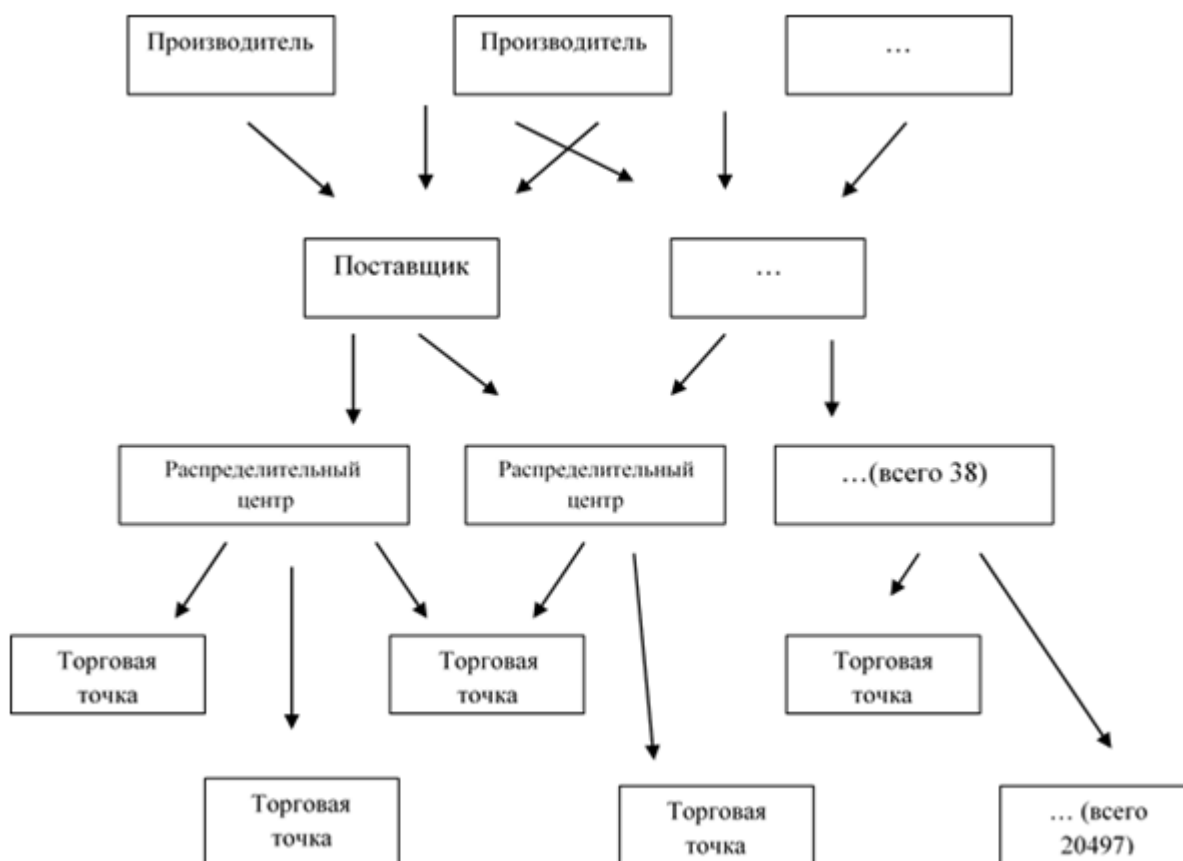 Производитель
Производитель
…
Поставщик
…
Распределительный
центр
Распределительный
центр
…(всего 38)
Торговая
точка
Торговая
точка
Торговая
точка
Торговая
точка
Торговая
точка
… (всего
20497)